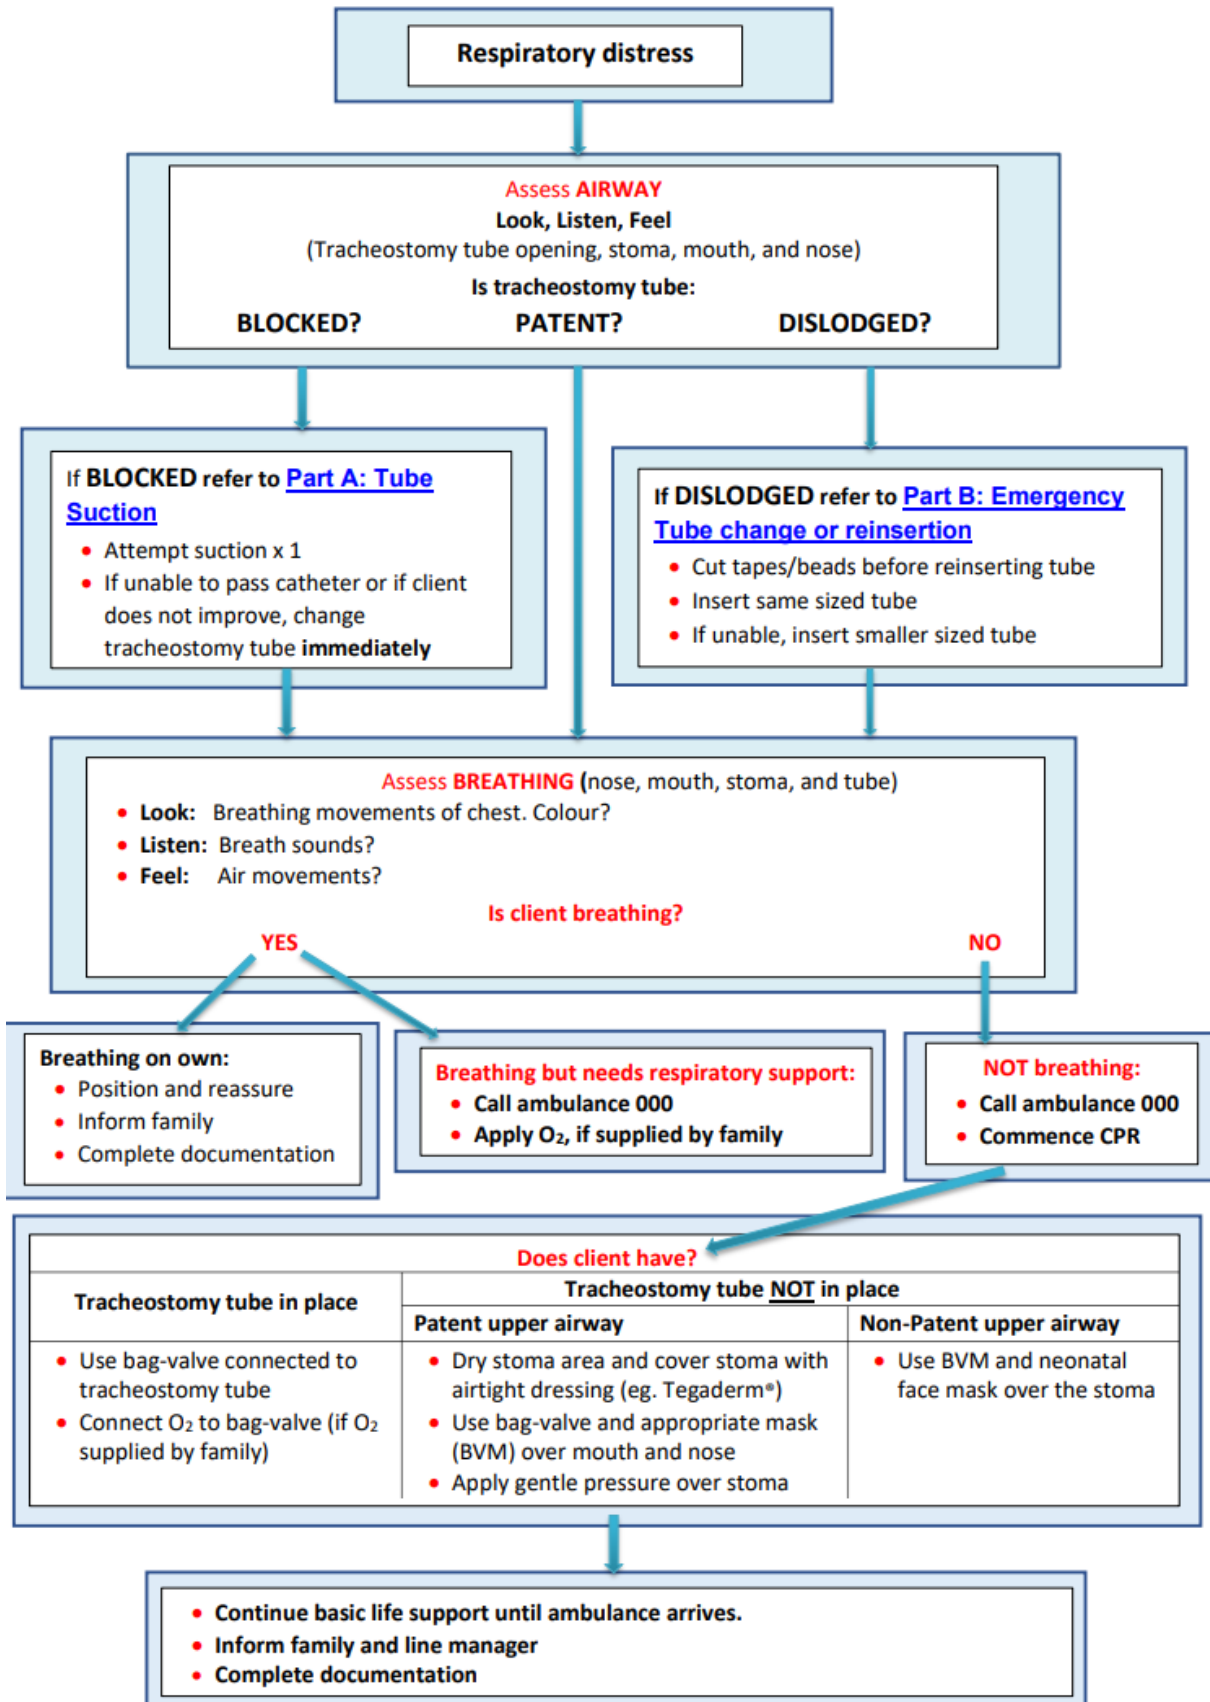 Respiratory distress
Assess AIRWAY
Look, Listen, Feel
(Tracheostomy tube opening, stoma, mouth, and nose)
Is tracheostomy tube:
BLOCKED? PATENT? DISLODGED?
If BLOCKED refer to Part A: Tube
Suction
• Attempt suction x 1
• If unable to pass catheter or if client
does not improve, change
tracheostomy tube immediately
If DISLODGED refer to Part B: Emergency
Tube change or reinsertion
• Cut tapes/beads before reinserting tube
• Insert same sized tube
• If unable, insert smaller sized tube
Assess BREATHING (nose, mouth, stoma, and tube)
• Look: Breathing movements of chest. Colour?
• Listen: Breath sounds?
• Feel: Air movements?
Is client breathing?
YES NO
Breathing on own:
• Position and reassure
• Inform family
• Complete documentation
Breathing but needs respiratory support:
• Call ambulance 000
• Apply O₂, if supplied by family
NOT breathing:
• Call ambulance 000
• Commence CPR
Does client have?
Tracheostomy tube in place
Tracheostomy tube NOT in place
Patent upper airway
Non-Patent upper airway
• Use bag-valve connected to
tracheostomy tube
• Connect O₂ to bag-valve (if O₂
supplied by family)
• Dry stoma area and cover stoma with
airtight dressing (eg. Tegaderm®)
• Use bag-valve and appropriate mask
(BVM) over mouth and nose
• Apply gentle pressure over stoma
• Use BVM and neonatal
face mask over the stoma
• Continue basic life support until ambulance arrives.
• Inform family and line manager
• Complete documentation